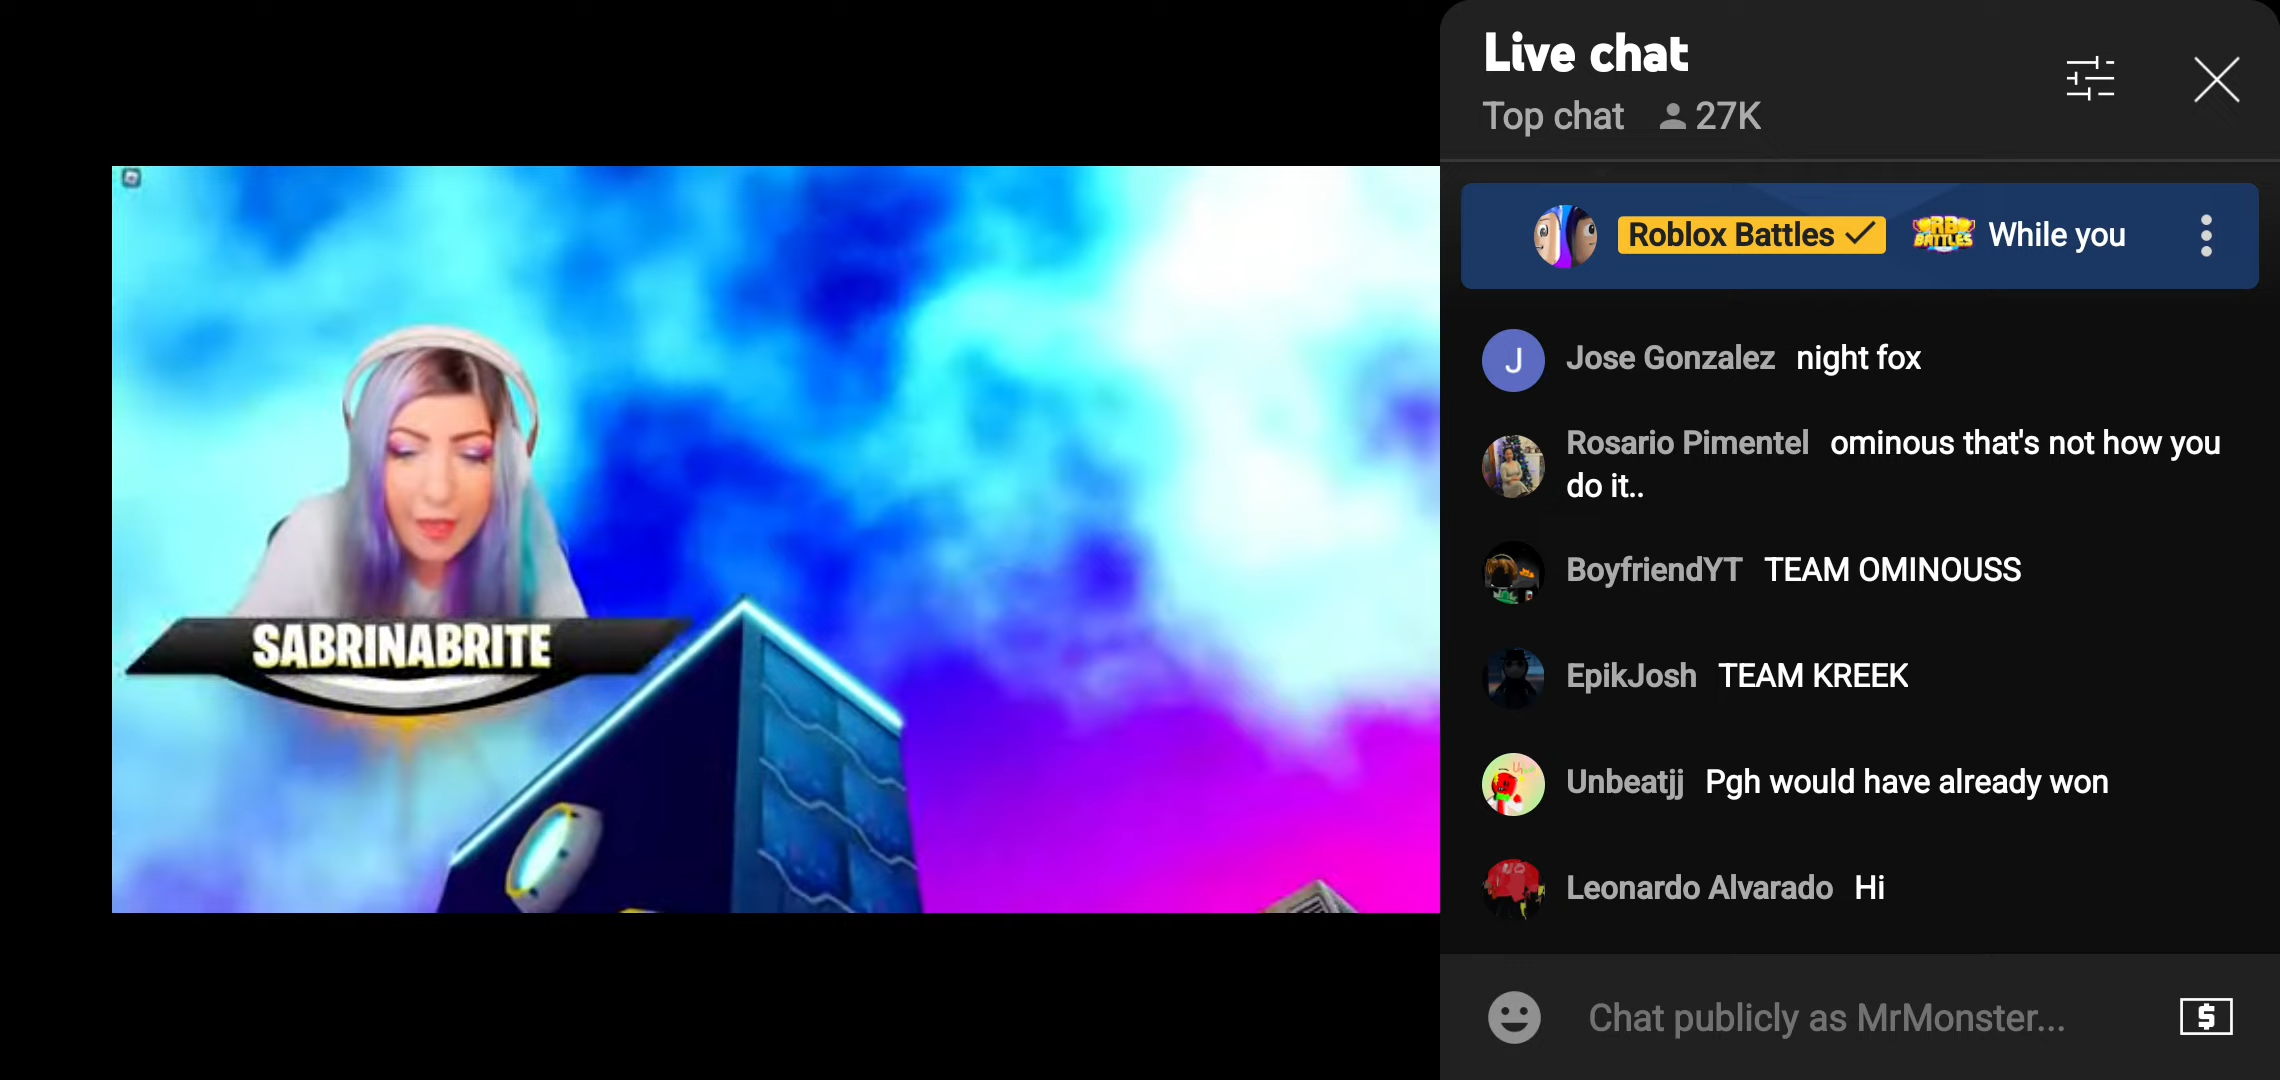 SABRINABRITE
Live chat
Top chat 27K
Roblox Battles RB BATTLES While you
J Jose Gonzalez night fox
Rosario Pimentel ominous that's not how you
do it..
BoyfriendYT TEAM OMINOUSS
EpikJosh TEAM KREEK
Unbeatjj Pgh would have already won
Leonardo Alvarado Hi
Chat publicly as MrMonster... $